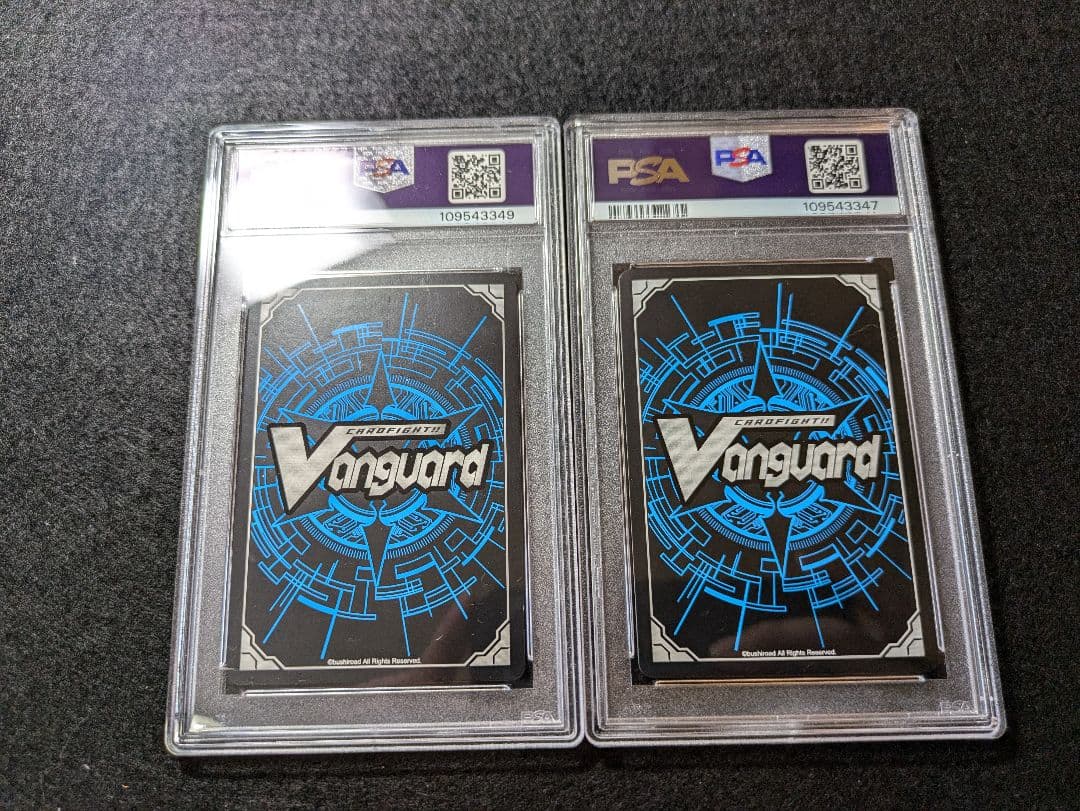 PSA
109543349
CARDFIGHT!!
Vanguard
©bushiroad All Rights Reserved.
PSA
PSA
PSA
109543347
CARDFIGHT!!
Vanguard
©bushiroad All Rights Reserved.
PSA